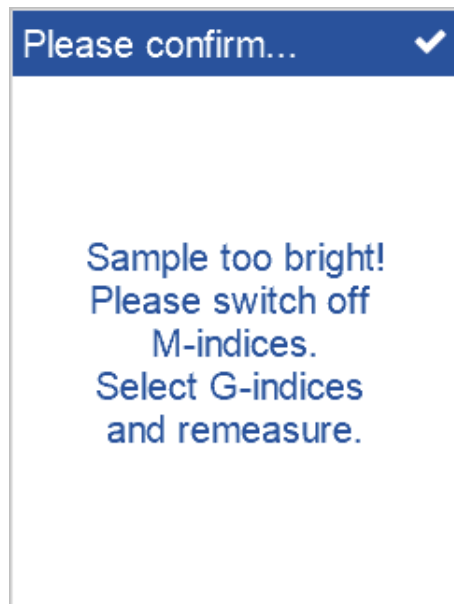 Please confirm...
Sample too bright!
Please switch off
M-indices.
Select G-indices
and remeasure.